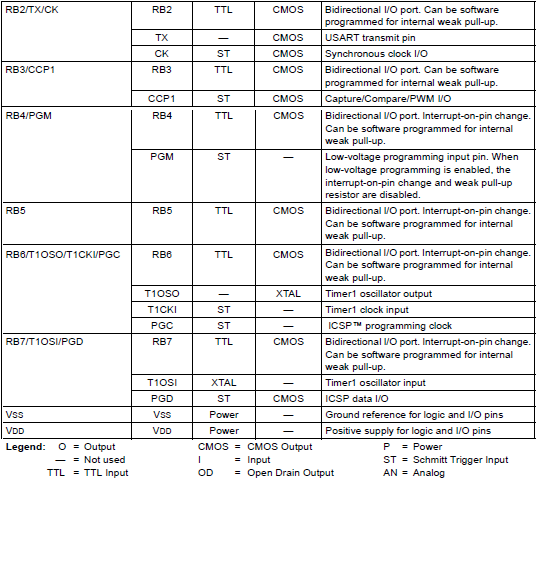 RB2/TX/CK RB2 TTL CMOS Bidirectional I/O port. Can be software
programmed for internal weak pull-up.
TX — CMOS USART transmit pin
CK ST CMOS Synchronous clock I/O
RB3/CCP1 RB3 TTL CMOS Bidirectional I/O port. Can be software
programmed for internal weak pull-up.
CCP1 ST CMOS Capture/Compare/PWM I/O
RB4/PGM RB4 TTL CMOS Bidirectional I/O port. Interrupt-on-pin change.
Can be software programmed for internal
weak pull-up.
PGM ST — Low-voltage programming input pin. When
low-voltage programming is enabled, the
interrupt-on-pin change and weak pull-up
resistor are disabled.
RB5 RB5 TTL CMOS Bidirectional I/O port. Interrupt-on-pin change.
Can be software programmed for internal
weak pull-up.
RB6/T1OSO/T1CKI/PGC RB6 TTL CMOS Bidirectional I/O port. Interrupt-on-pin change.
Can be software programmed for internal
weak pull-up.
T1OSO — XTAL Timer1 oscillator output
T1CKI ST — Timer1 clock input
PGC ST — ICSP™ programming clock
RB7/T1OSI/PGD RB7 TTL CMOS Bidirectional I/O port. Interrupt-on-pin change.
Can be software programmed for internal
weak pull-up.
T1OSI XTAL — Timer1 oscillator input
PGD ST CMOS ICSP data I/O
VSS VSS Power — Ground reference for logic and I/O pins
VDD VDD Power — Positive supply for logic and I/O pins
Legend: O = Output CMOS = CMOS Output P = Power
— = Not used I = Input ST = Schmitt Trigger Input
TTL = TTL Input OD = Open Drain Output AN = Analog